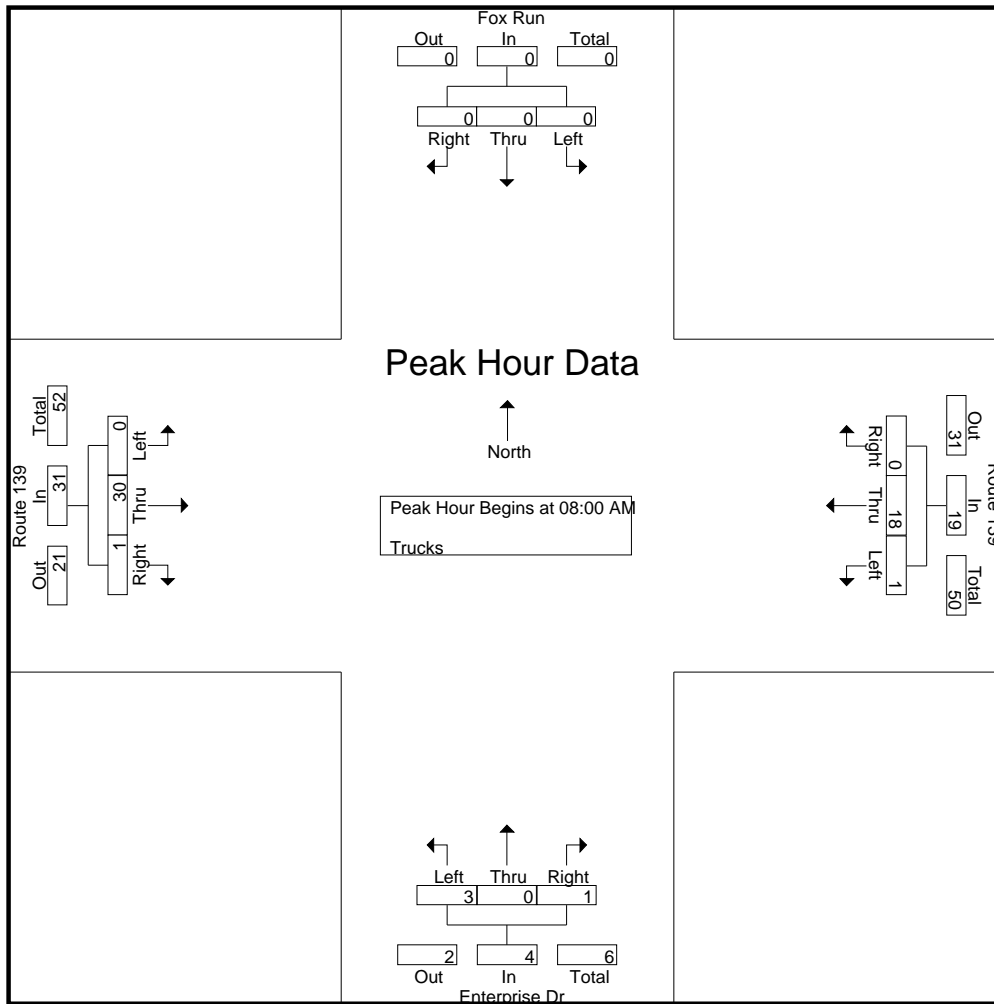 Fox Run
Out In Total
0 0 0
0 0 0
Right Thru Left
Peak Hour Data
North
Peak Hour Begins at 08:00 AM
Trucks
Route 139
Total In Out
52 31 21
0 30 1
Left Thru Right
Route 139
Out In Total
31 19 50
0 18 1
Right Thru Left
Left Thru Right
3 0 1
2 4 6
Out In Total
Enterprise Dr